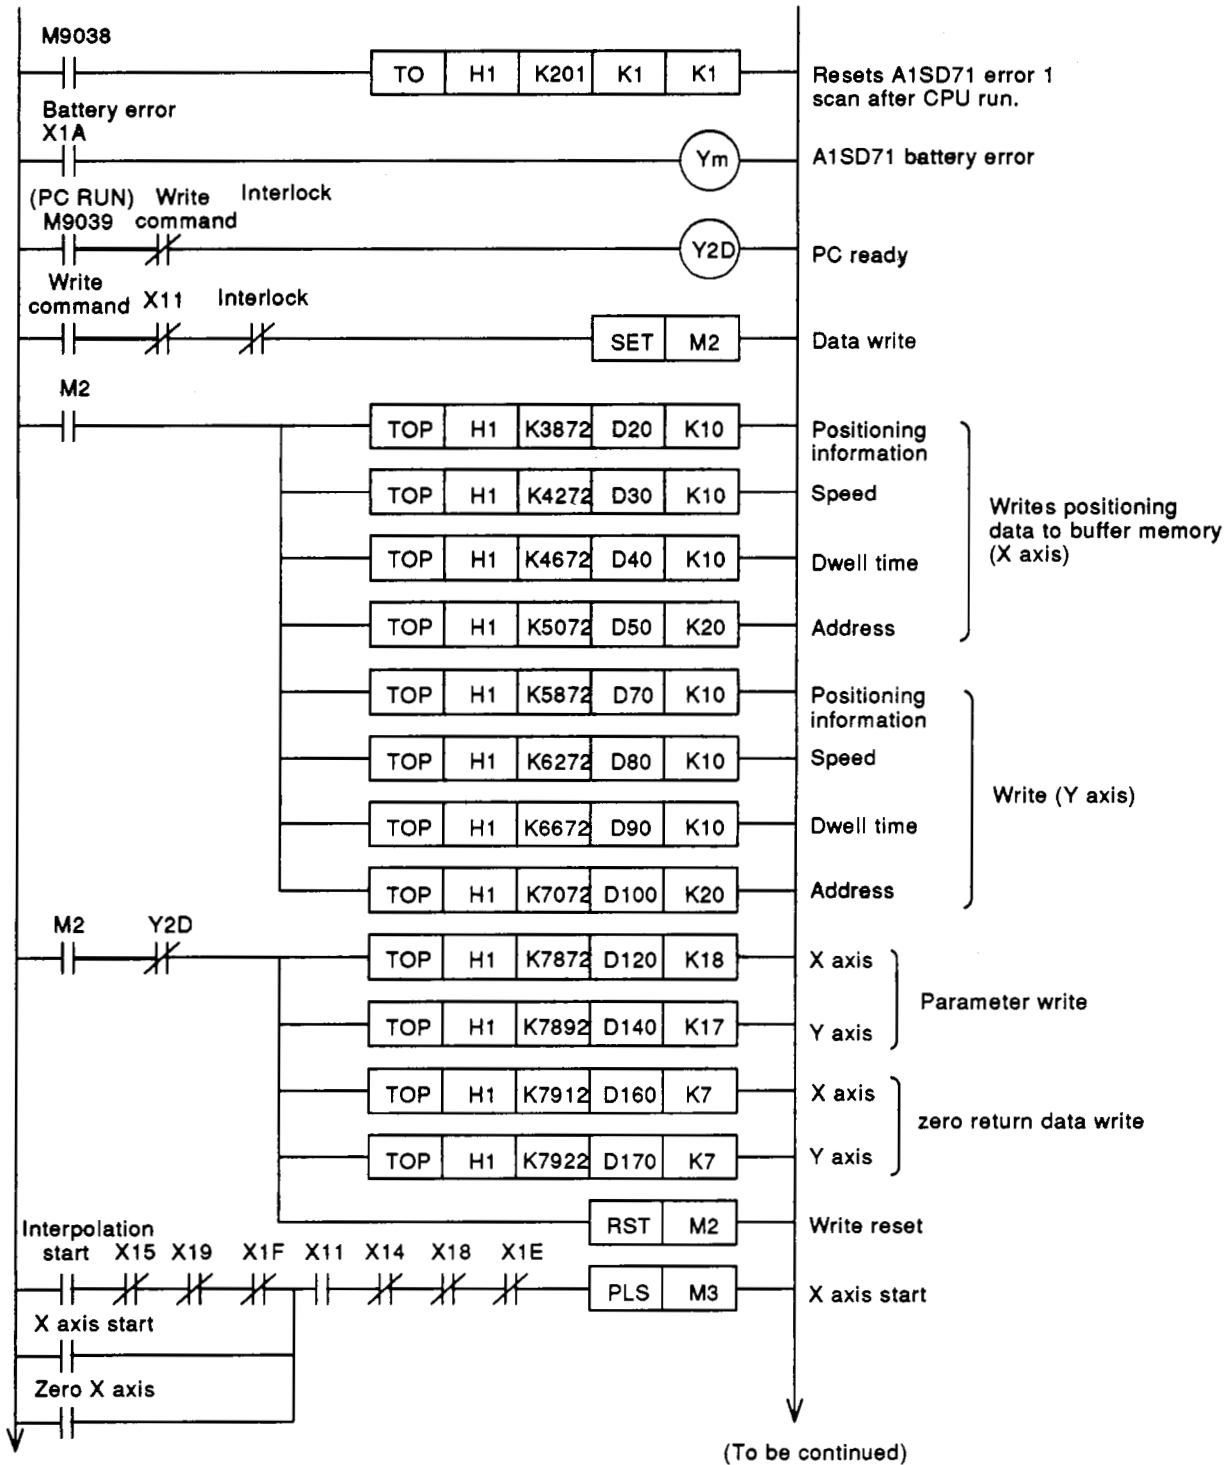 M9038
TO H1 K201 K1 K1
Resets A1SD71 error 1
scan after CPU run.
Battery error
X1A
Ym
A1SD71 battery error
(PC RUN) Write Interlock
M9039 command
Y2D
PC ready
Write
command X11 Interlock
SET M2
Data write
M2
TOP H1 K3872 D20 K10
Positioning
information
TOP H1 K4272 D30 K10
Speed
Writes positioning
data to buffer memory
(X axis)
TOP H1 K4672 D40 K10
Dwell time
TOP H1 K5072 D50 K20
Address
TOP H1 K5872 D70 K10
Positioning
information
TOP H1 K6272 D80 K10
Speed
Write (Y axis)
TOP H1 K6672 D90 K10
Dwell time
TOP H1 K7072 D100 K20
Address
M2 Y2D
TOP H1 K7872 D120 K18
X axis
Parameter write
TOP H1 K7892 D140 K17
Y axis
TOP H1 K7912 D160 K7
X axis
zero return data write
TOP H1 K7922 D170 K7
Y axis
RST M2
Write reset
Interpolation
start X15 X19 X1F X11 X14 X18 X1E
PLS M3
X axis start
X axis start
Zero X axis
(To be continued)